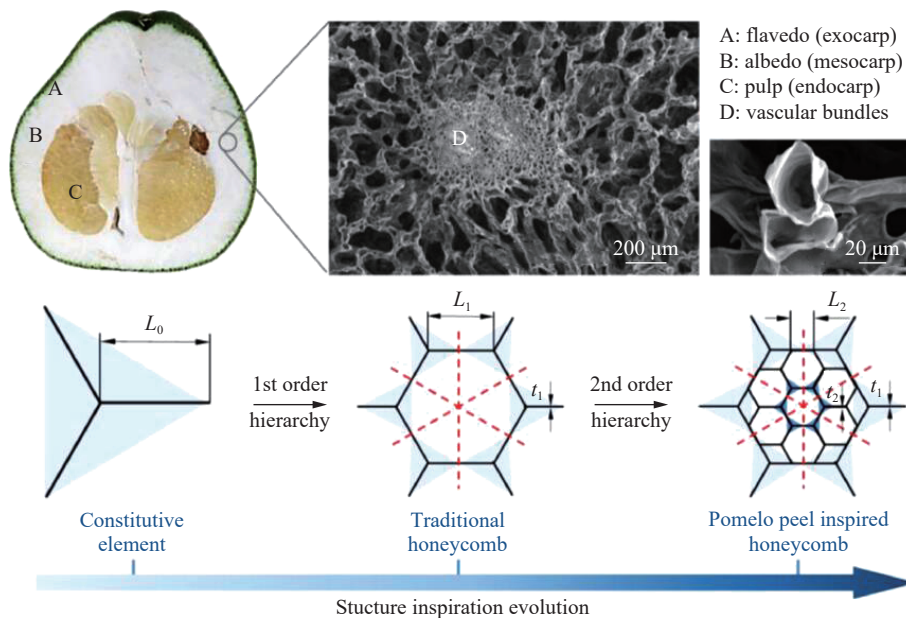 A
B
C
D
200 μm
A: flavedo (exocarp)
B: albedo (mesocarp)
C: pulp (endocarp)
D: vascular bundles
20 μm
L0
1st order
hierarchy
L1
t1
2nd order
hierarchy
L2
t2
t1
Constitutive
element
Traditional
honeycomb
Pomelo peel inspired
honeycomb
Stucture inspiration evolution